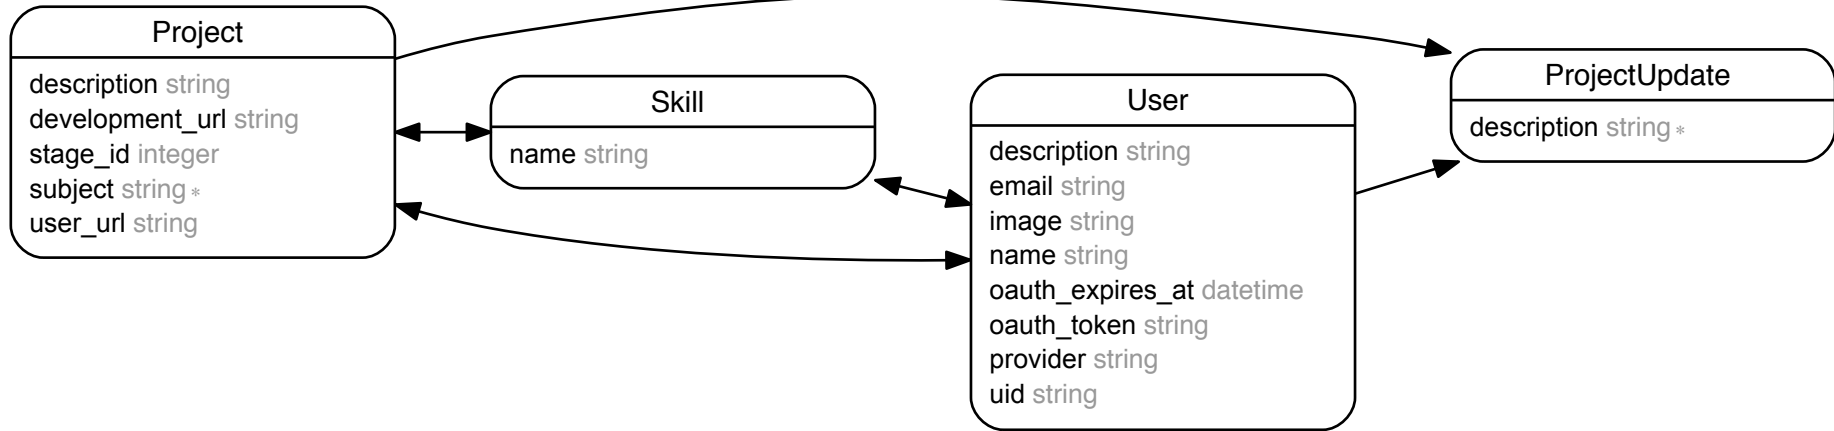 Project
description string
development_url string
stage_id integer
subject string *
user_url string
Skill
name string
User
description string
email string
image string
name string
oauth_expires_at datetime
oauth_token string
provider string
uid string
ProjectUpdate
description string *